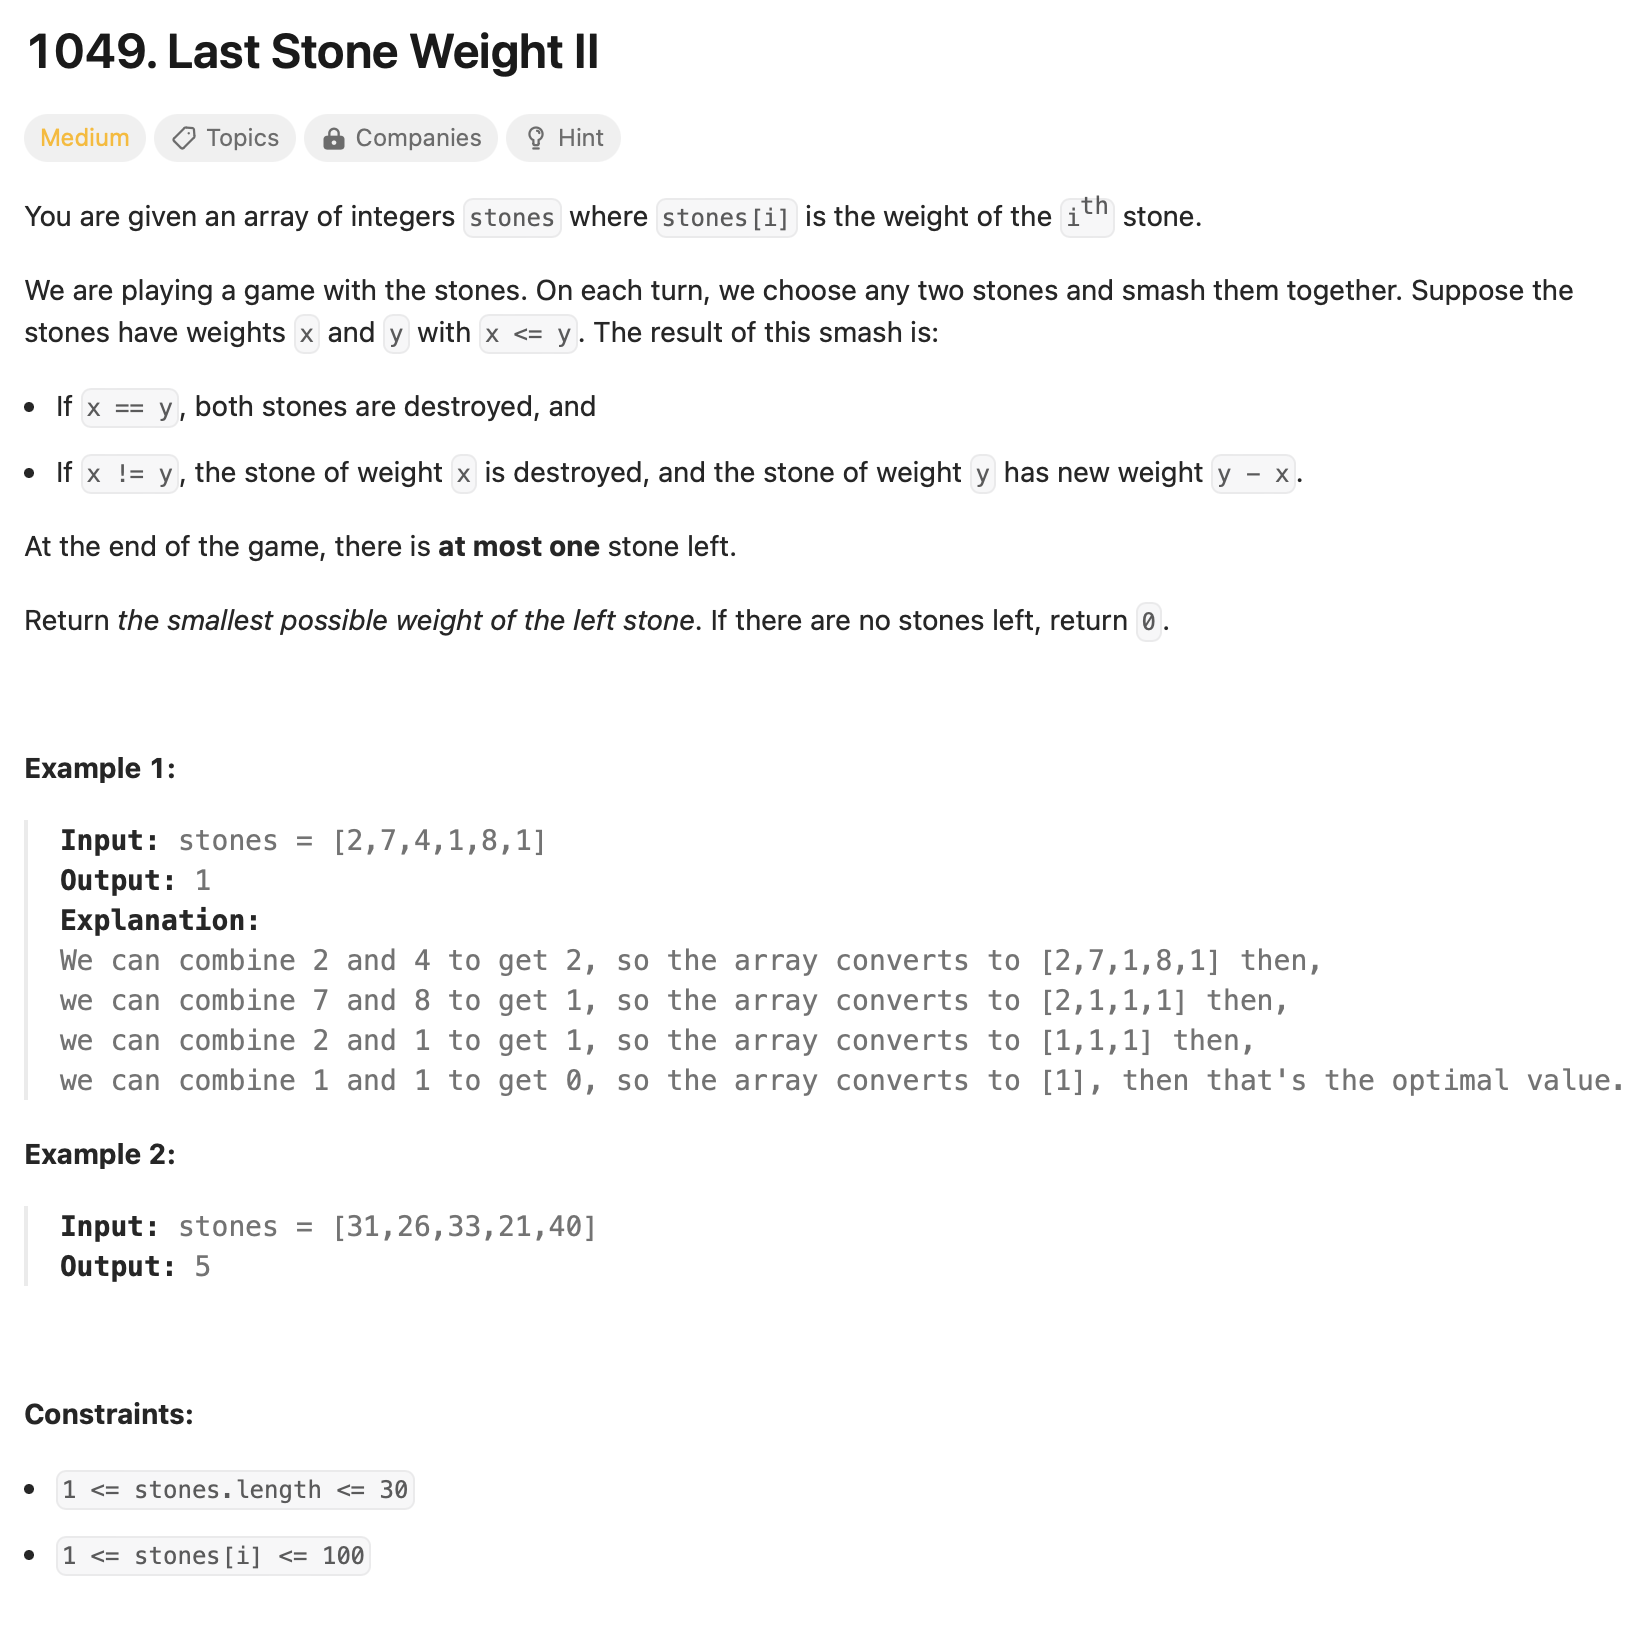 1049. Last Stone Weight II
Medium Topics Companies Hint
You are given an array of integers stones where stones[i] is the weight of the ith stone.
We are playing a game with the stones. On each turn, we choose any two stones and smash them together. Suppose the
stones have weights x and y with x <= y. The result of this smash is:
• If x == y, both stones are destroyed, and
• If x != y, the stone of weight x is destroyed, and the stone of weight y has new weight y - x.
At the end of the game, there is at most one stone left.
Return the smallest possible weight of the left stone. If there are no stones left, return 0.
Example 1:
Input: stones = [2,7,4,1,8,1]
Output: 1
Explanation:
We can combine 2 and 4 to get 2, so the array converts to [2,7,1,8,1] then,
we can combine 7 and 8 to get 1, so the array converts to [2,1,1,1] then,
we can combine 2 and 1 to get 1, so the array converts to [1,1,1] then,
we can combine 1 and 1 to get 0, so the array converts to [1], then that's the optimal value.
Example 2:
Input: stones = [31,26,33,21,40]
Output: 5
Constraints:
• 1 <= stones.length <= 30
• 1 <= stones[i] <= 100